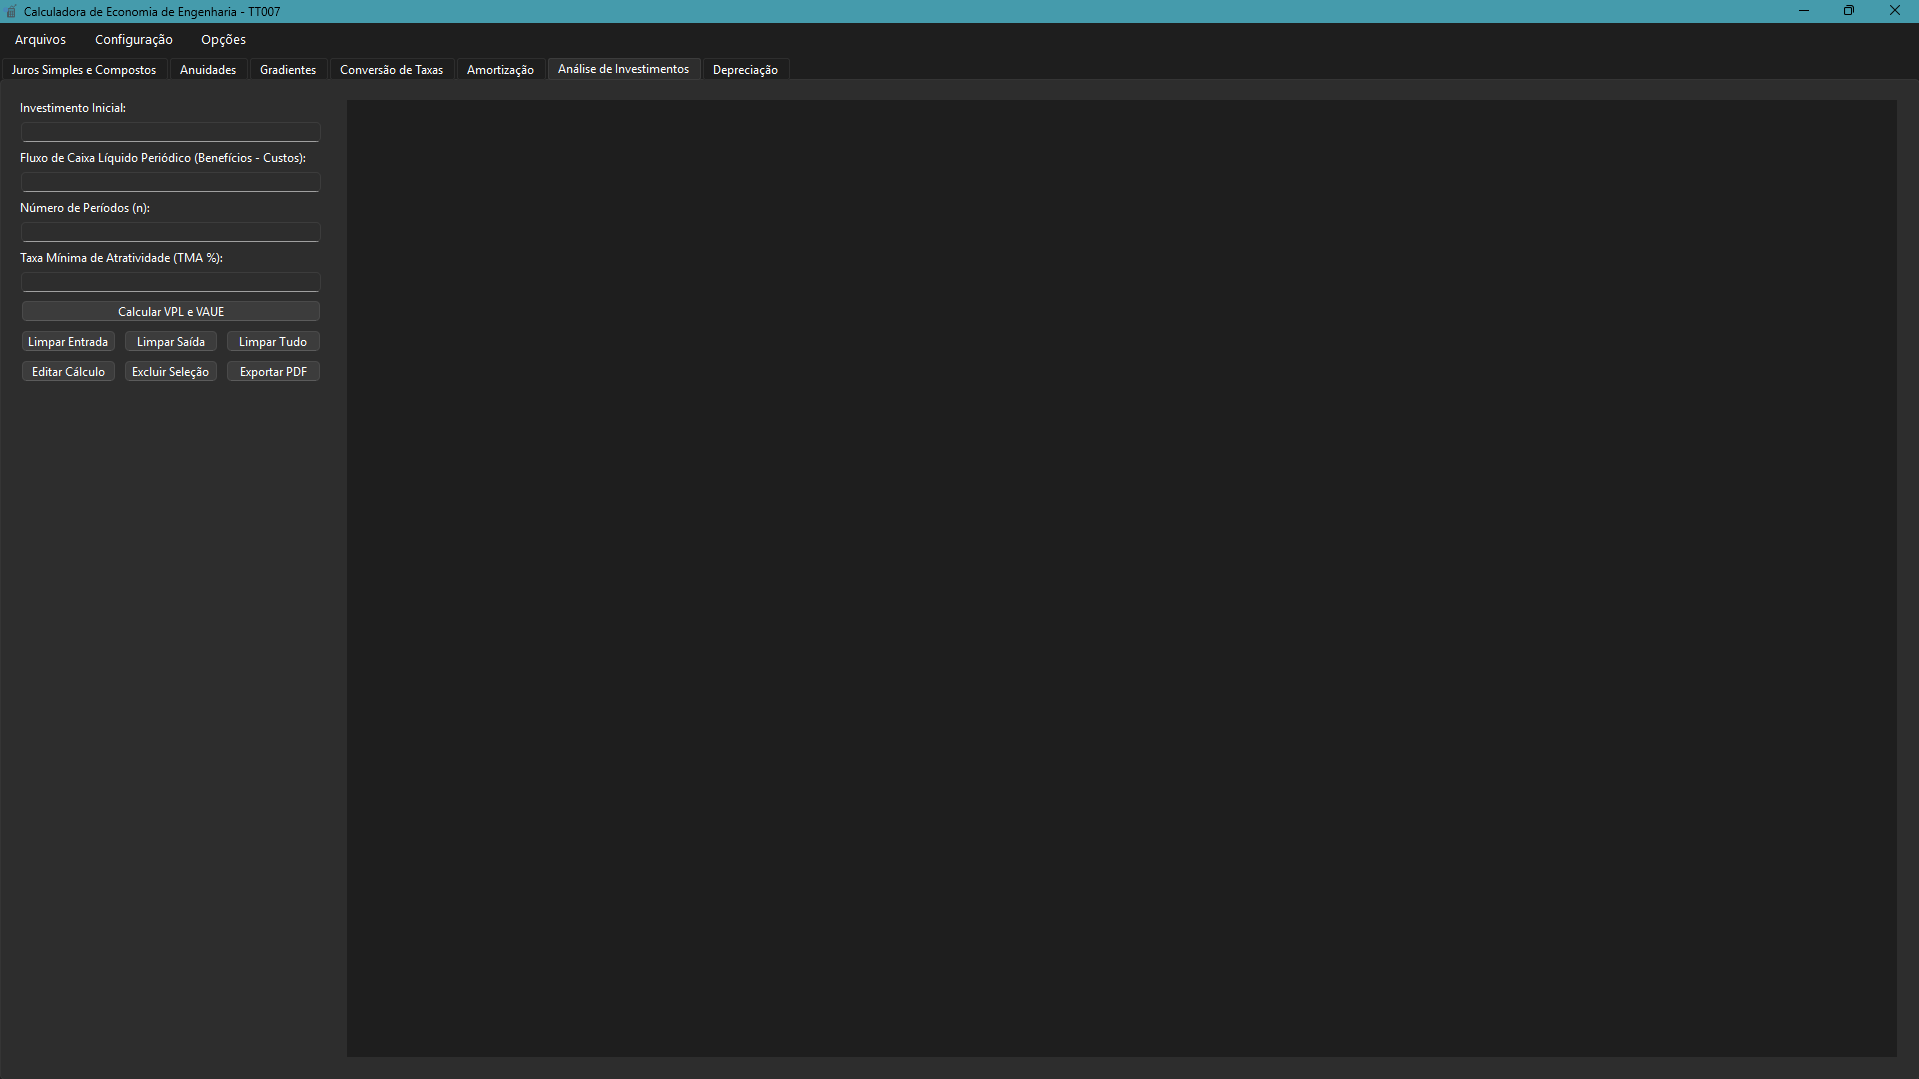 Calculadora de Economia de Engenharia - TT007
Arquivos Configuração Opções
Juros Simples e Compostos Anuidades Gradientes Conversão de Taxas Amortização Análise de Investimentos Depreciação
Investimento Inicial:
Fluxo de Caixa Líquido Periódico (Benefícios - Custos):
Número de Períodos (n):
Taxa Mínima de Atratividade (TMA %):
Calcular VPL e VAUE
Limpar Entrada Limpar Saída Limpar Tudo
Editar Cálculo Excluir Seleção Exportar PDF